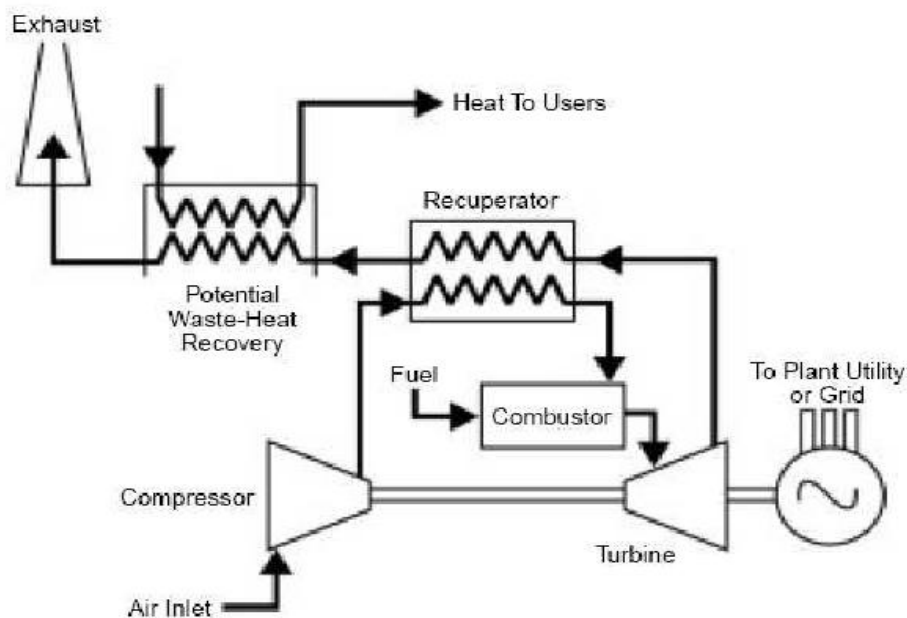 Exhaust
Heat To Users
Recuperator
Potential
Waste-Heat
Recovery
Fuel
To Plant Utility
or Grid
Combustor
Compressor
Turbine
Air Inlet